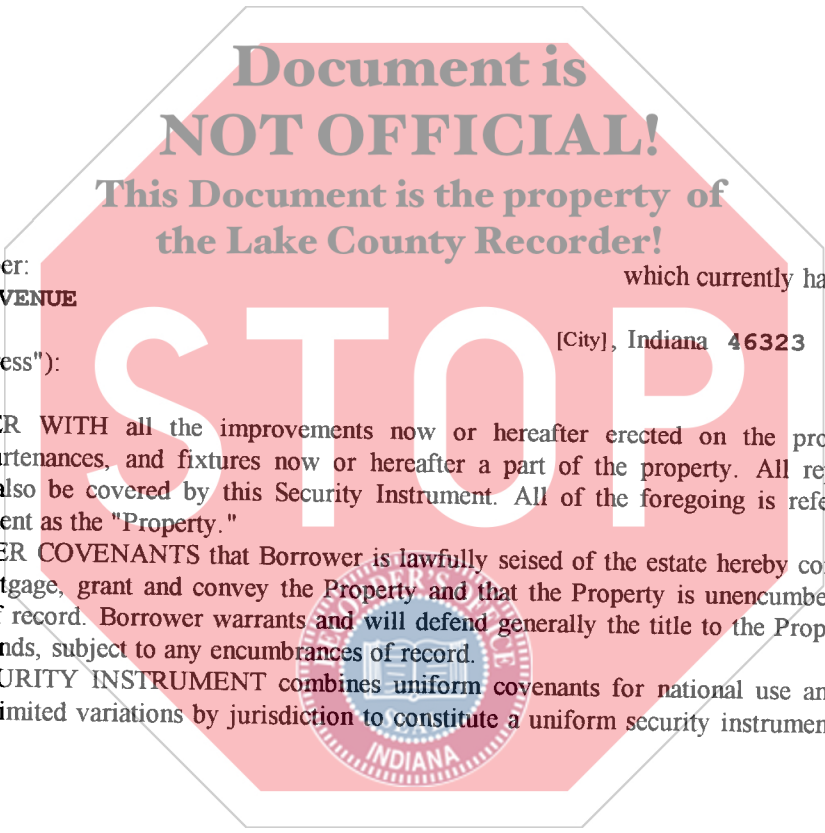 Document is
NOT OFFICIAL!
This Document is the property of
the Lake County Recorder!
er:
which currently ha
VENUE
STOP
[City], Indiana 46323
ess"):
ER WITH all the improvements now or hereafter erected on the pro
urtenances, and fixtures now or hereafter a part of the property. All re
also be covered by this Security Instrument. All of the foregoing is refe
ent as the "Property."
ER COVENANTS that Borrower is lawfully seised of the estate hereby co
tgage, grant and convey the Property and that the Property is unencumbe
f record. Borrower warrants and will defend generally the title to the Prop
nds, subject to any encumbrances of record.
URITY INSTRUMENT combines uniform covenants for national use an
imited variations by jurisdiction to constitute a uniform security instrumen
RECORDER'S OFFICE
SEAL
INDIANA